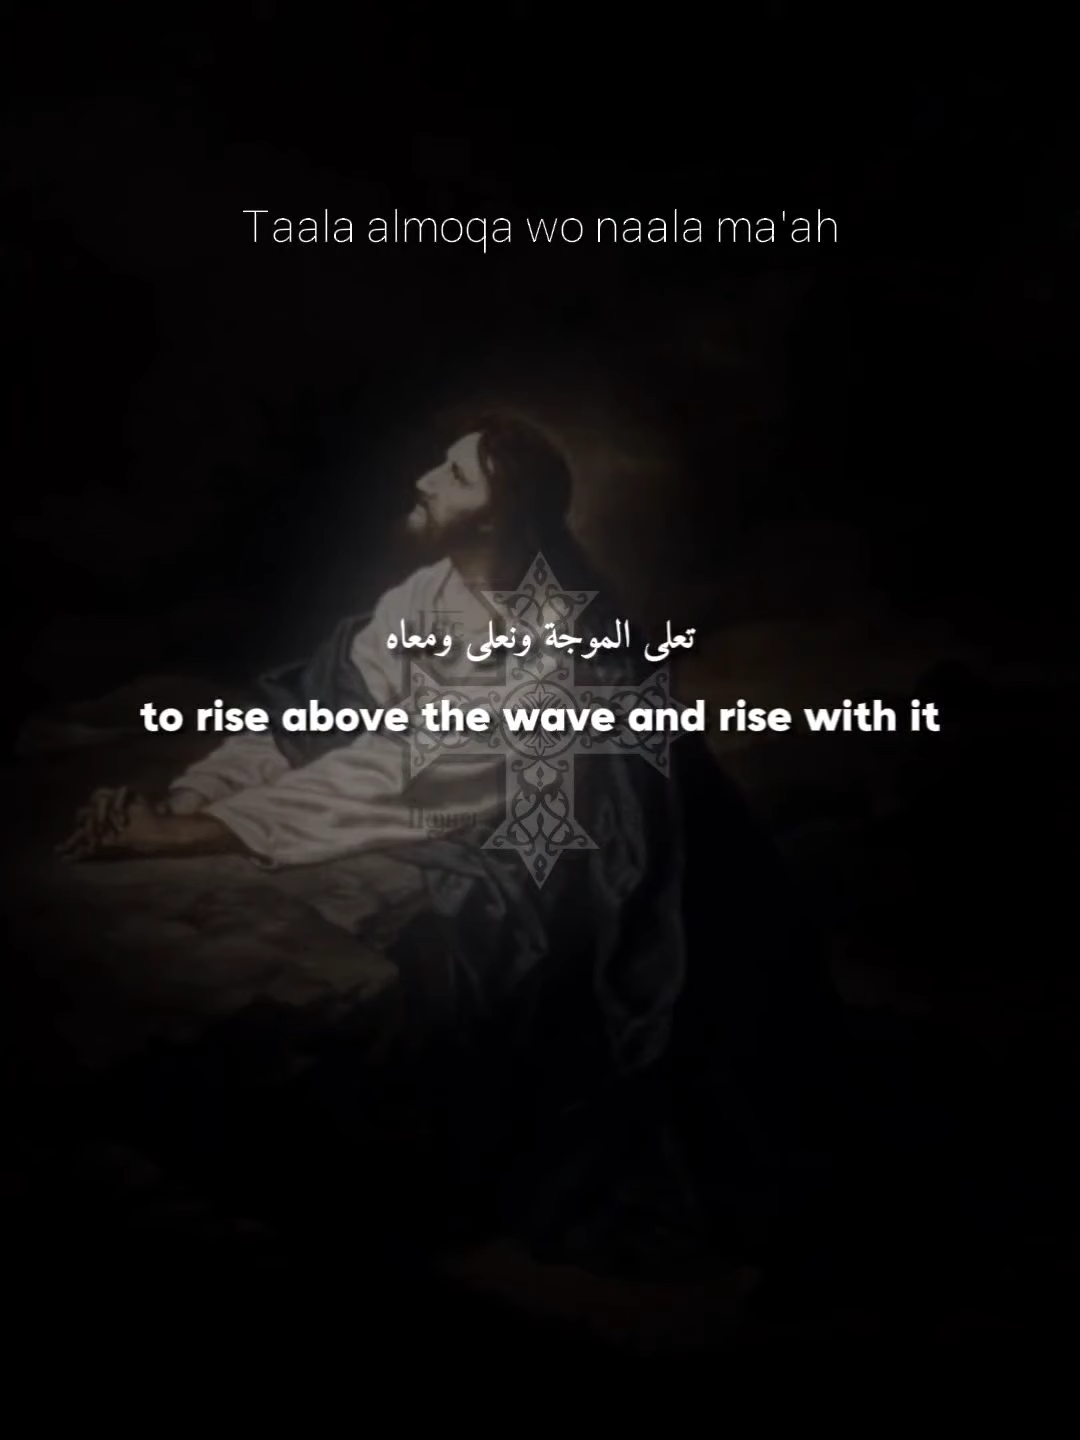 Taala almoqa wo naala ma'ah
تعلى الموجة ونعلى ومعاه
to rise above the wave and rise with it